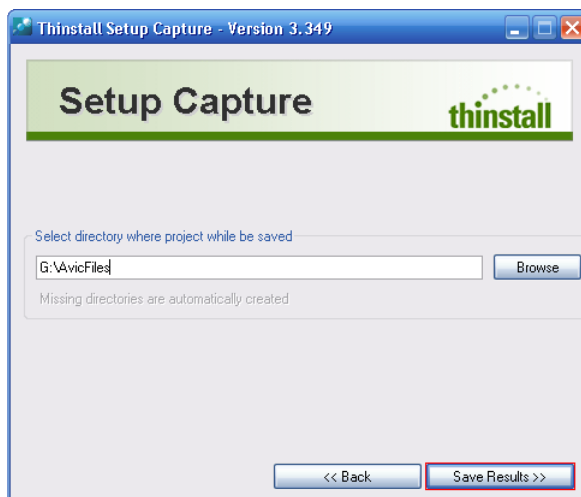 Thinstall Setup Capture - Version 3.349
Setup Capture
thinstall
Select directory where project while be saved
G:\AvicFiles
Browse
Missing directories are automatically created
<< Back
Save Results >>